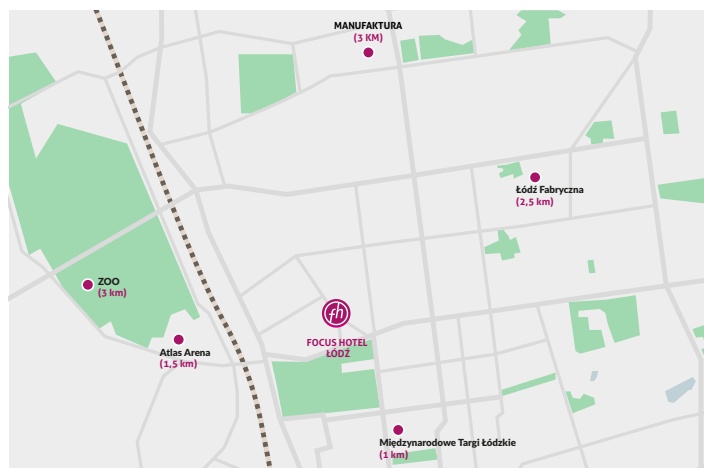 MANUFAKTURA
(3 KM)
Łódź Fabryczna
(2,5 km)
ZOO
(3 km)
fh
FOCUS HOTEL
ŁÓDŹ
Atlas Arena
(1,5 km)
Międzynarodowe Targi Łódzkie
(1 km)